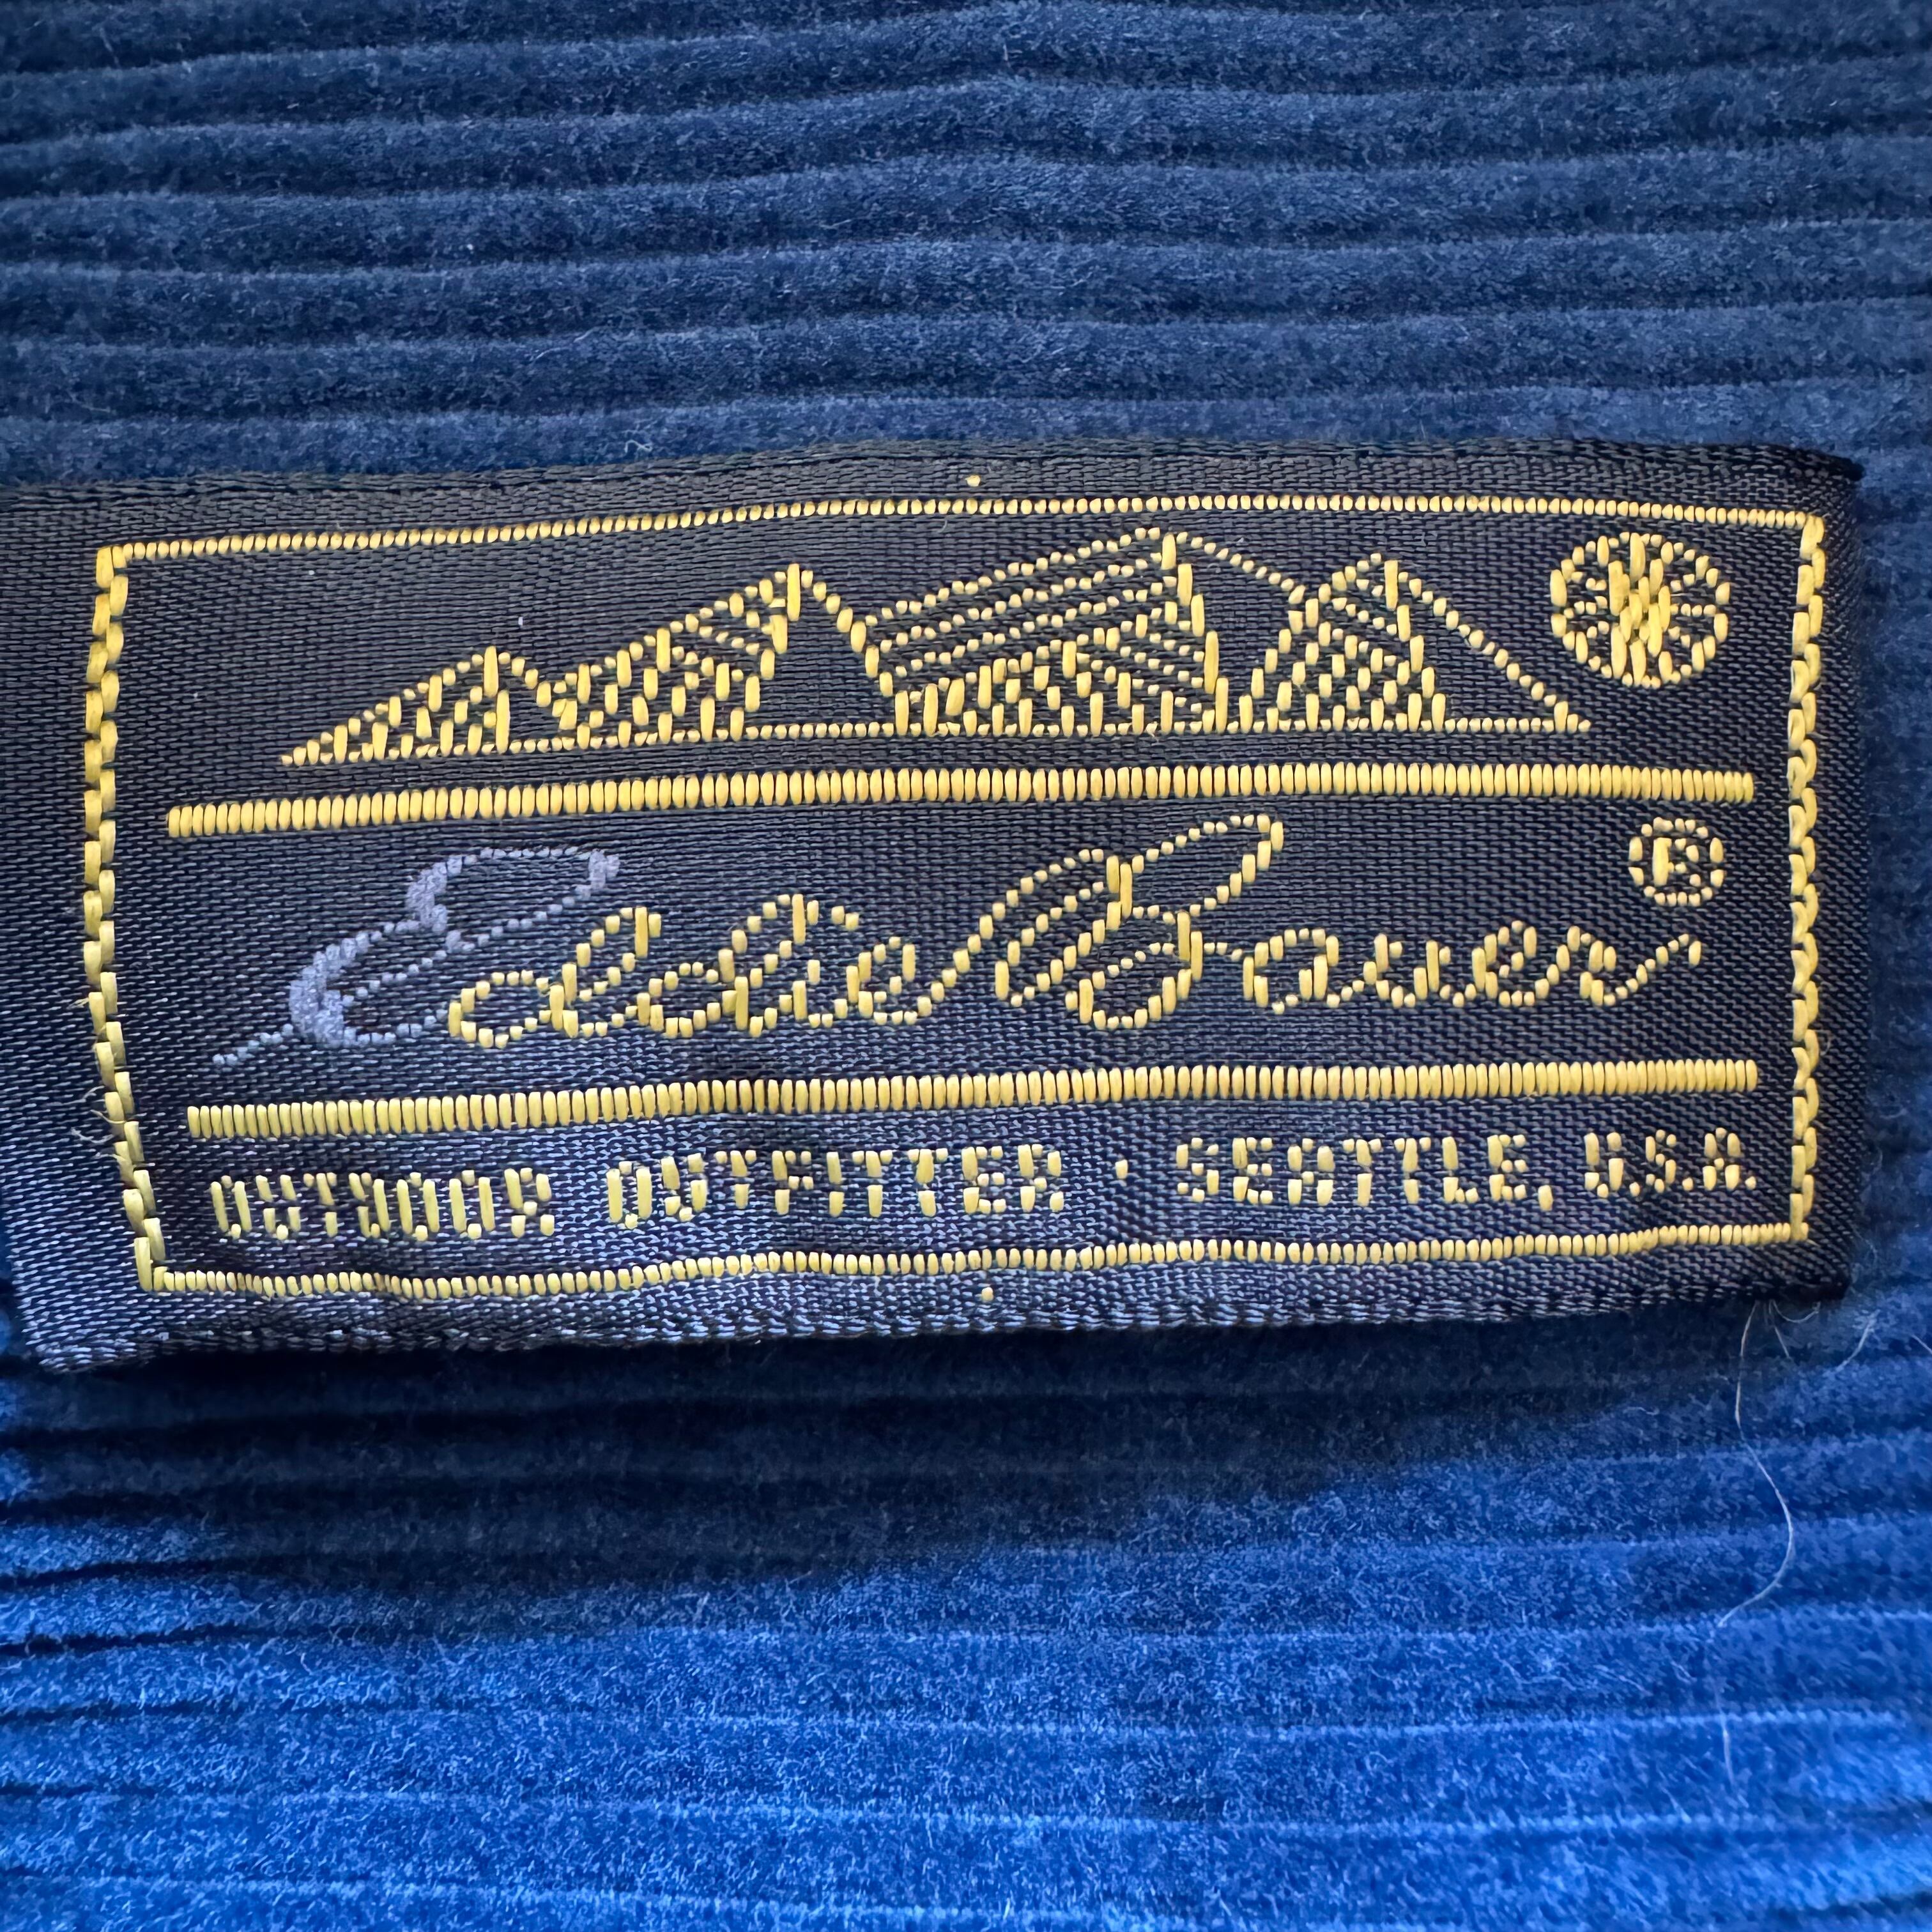 Eddie Bauer ®
OUTDOOR OUTFITTER · SEATTLE, U.S.A.